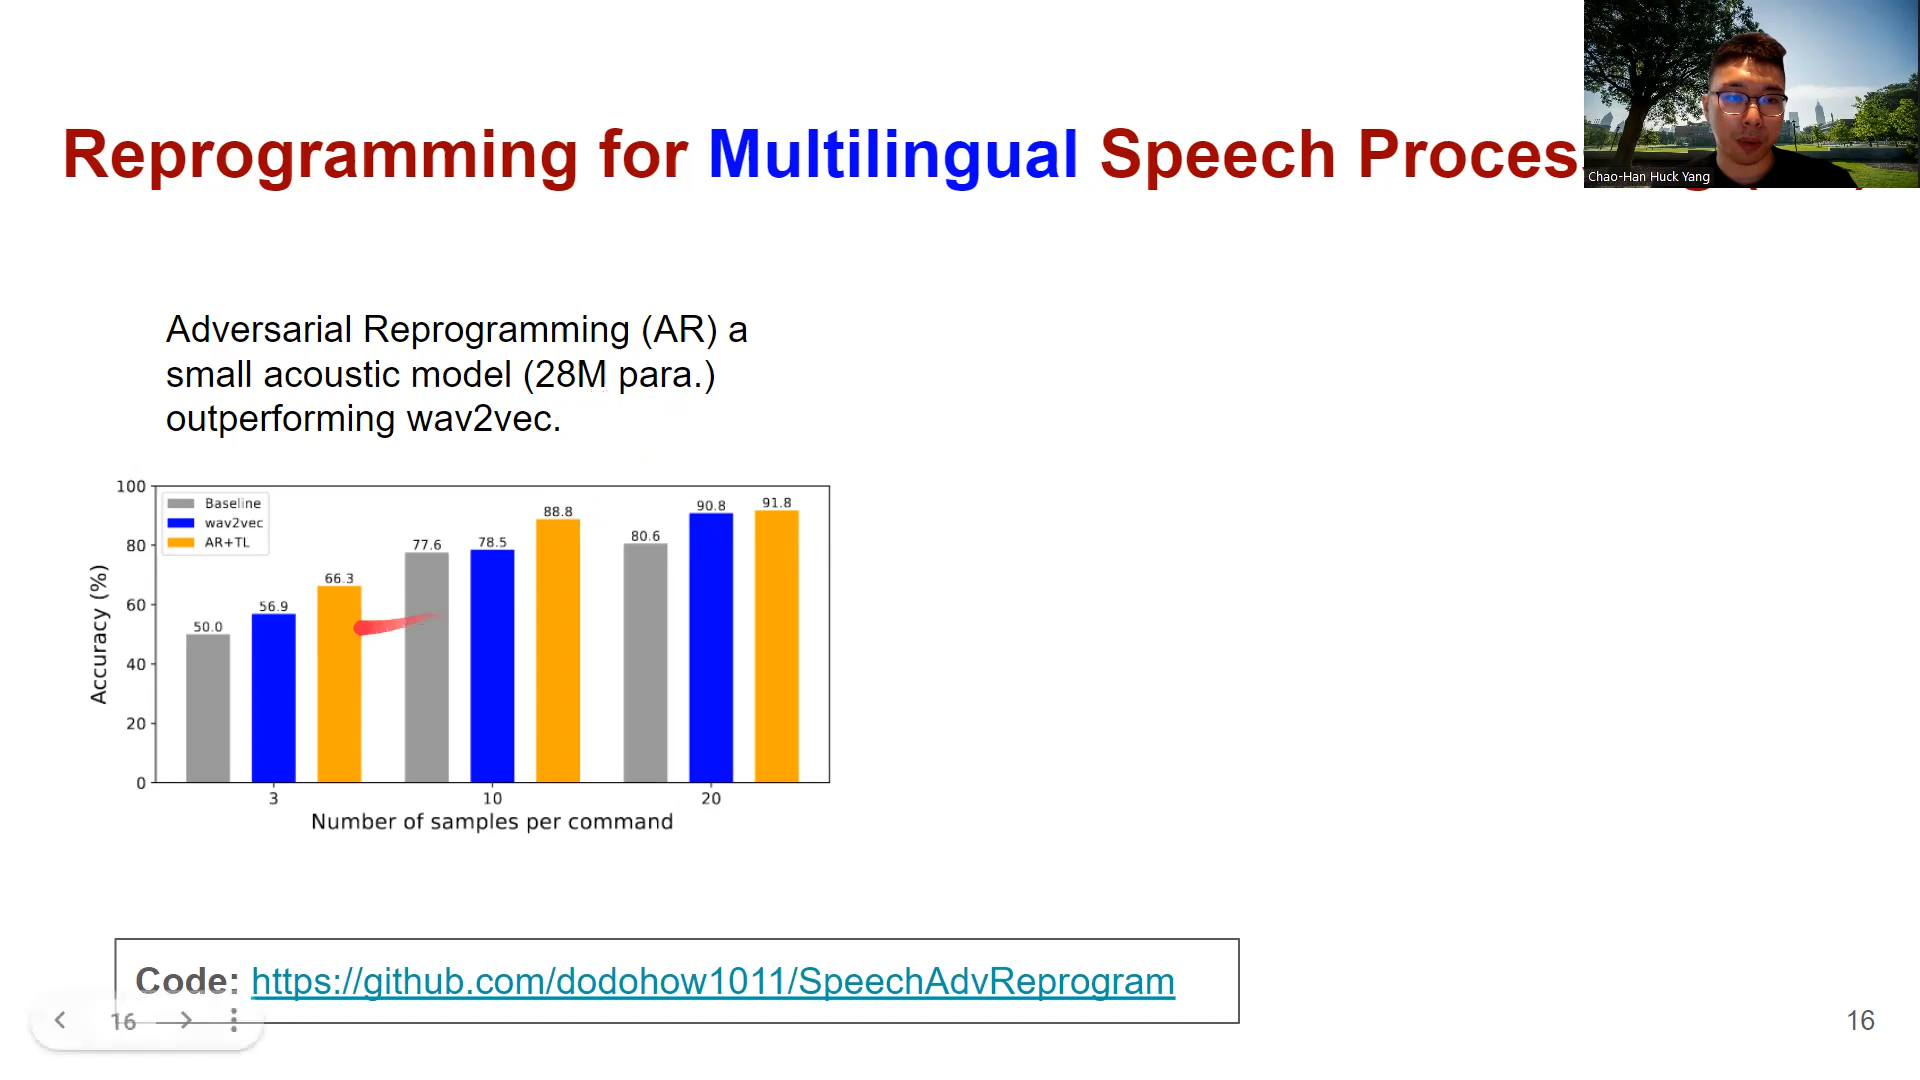 Reprogramming for Multilingual Speech
Chao-Han Huck Yang
Adversarial Reprogramming (AR) a
small acoustic model (28M para.)
outperforming wav2vec.
100
80
60
40
20
0
Accuracy (%)
Baseline
wav2vec
AR+TL
50.0
56.9
66.3
77.6
78.5
88.8
80.6
90.8
91.8
3
10
20
Number of samples per command
Code: https://github.com/dodohow1011/SpeechAdvReprogram
16
16